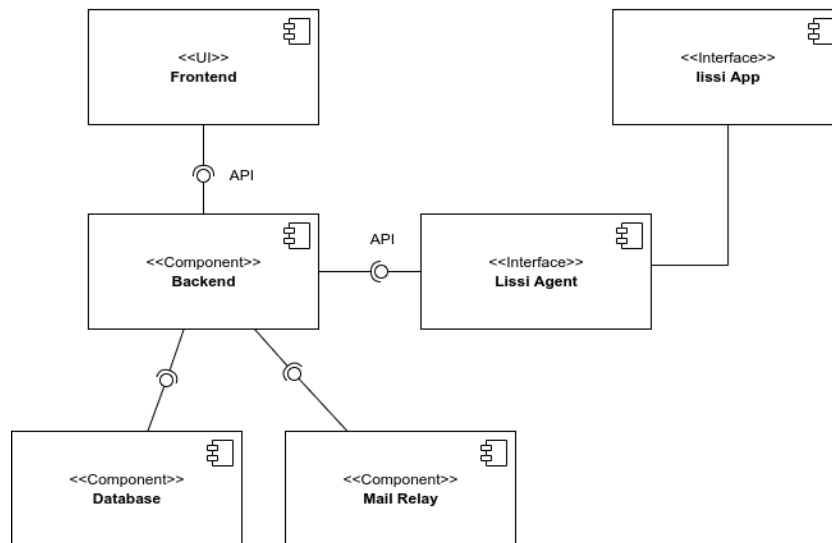 <<UI>>
Frontend
<<Interface>>
lissi App
API
<<Component>>
Backend
API
<<Interface>>
Lissi Agent
<<Component>>
Database
<<Component>>
Mail Relay